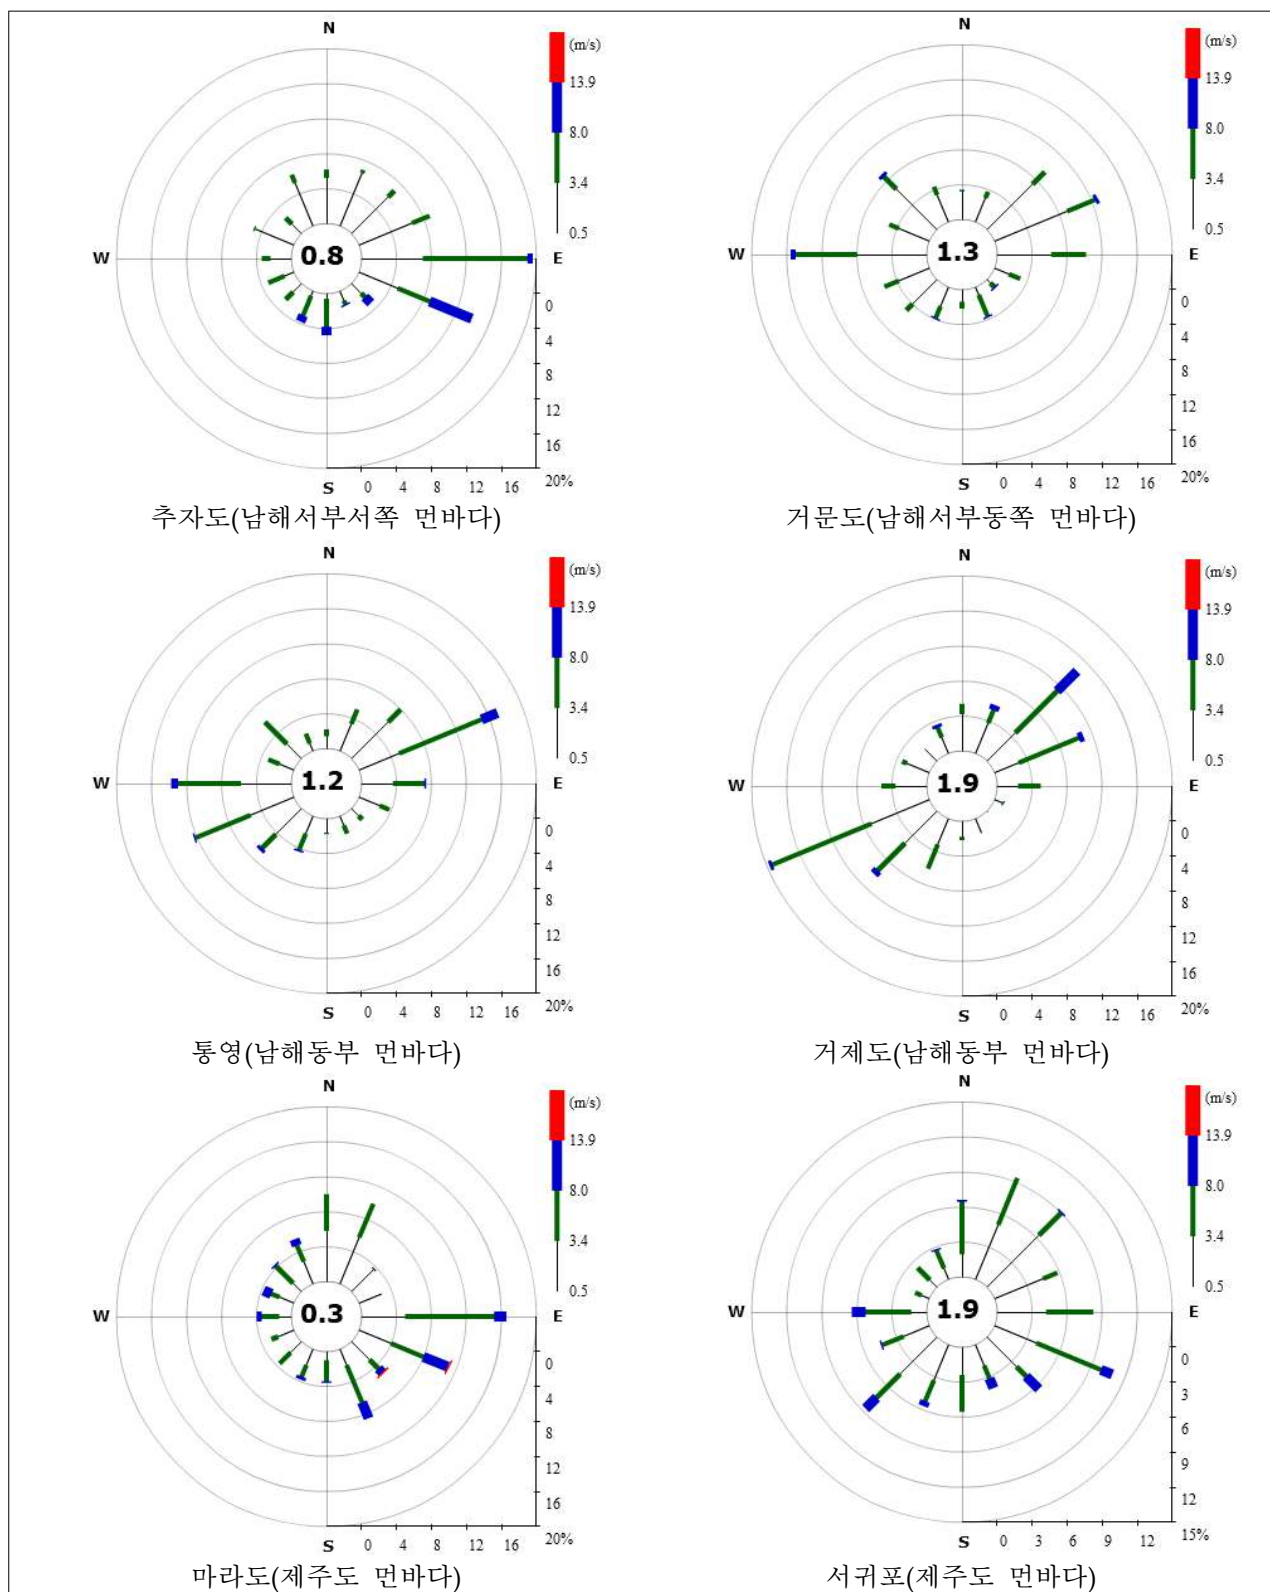 N
(m/s)
13.9
8.0
3.4
0.5
W
0.8
E
0
4
8
12
16
20%
S
0 4 8 12 16
추자도(남해서부서쪽 먼바다)
N
(m/s)
13.9
8.0
3.4
0.5
W
1.3
E
0
4
8
12
16
20%
S
0 4 8 12 16
거문도(남해서부동쪽 먼바다)
N
(m/s)
13.9
8.0
3.4
0.5
W
1.2
E
0
4
8
12
16
20%
S
0 4 8 12 16
통영(남해동부 먼바다)
N
(m/s)
13.9
8.0
3.4
0.5
W
1.9
E
0
4
8
12
16
20%
S
0 4 8 12 16
거제도(남해동부 먼바다)
N
(m/s)
13.9
8.0
3.4
0.5
W
0.3
E
0
4
8
12
16
20%
S
0 4 8 12 16
마라도(제주도 먼바다)
N
(m/s)
13.9
8.0
3.4
0.5
W
1.9
E
0
3
6
9
12
15%
S
0 3 6 9 12
서귀포(제주도 먼바다)